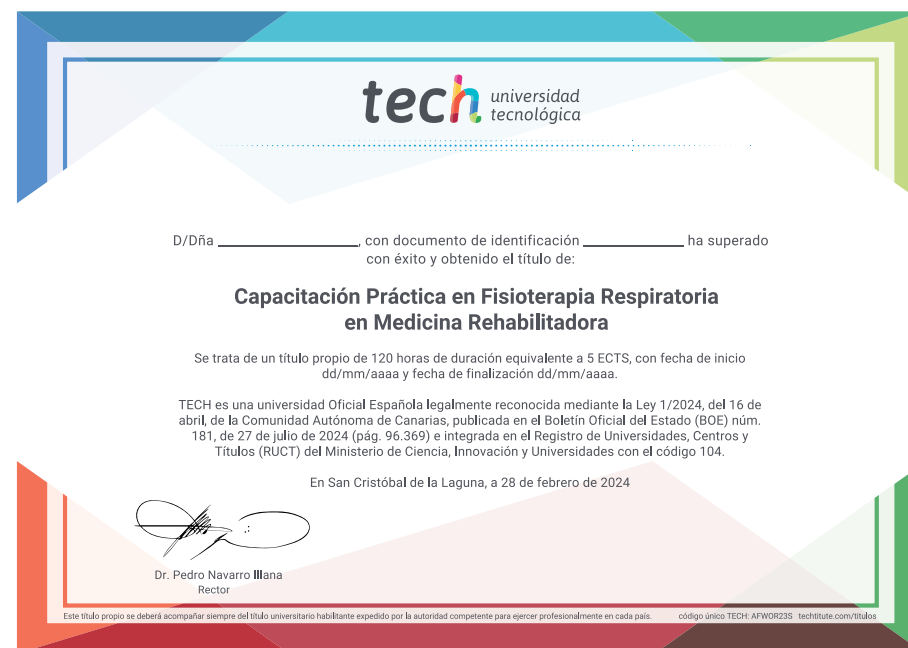 tech universidad
tecnológica
D/Dña ________________, con documento de identificación ____________ ha superado
con éxito y obtenido el título de:
Capacitación Práctica en Fisioterapia Respiratoria
en Medicina Rehabilitadora
Se trata de un título propio de 120 horas de duración equivalente a 5 ECTS, con fecha de inicio
dd/mm/aaaa y fecha de finalización dd/mm/aaaa.
TECH es una universidad Oficial Española legalmente reconocida mediante la Ley 1/2024, del 16 de
abril, de la Comunidad Autónoma de Canarias, publicada en el Boletín Oficial del Estado (BOE) núm.
181, de 27 de julio de 2024 (pág. 96.369) e integrada en el Registro de Universidades, Centros y
Títulos (RUCT) del Ministerio de Ciencia, Innovación y Universidades con el código 104.
En San Cristóbal de la Laguna, a 28 de febrero de 2024
Dr. Pedro Navarro Illana
Rector
Este título propio se deberá acompañar siempre del título universitario habilitante expedido por la autoridad competente para ejercer profesionalmente en cada país. código único TECH: AFWOR23S techtitute.com/titulos